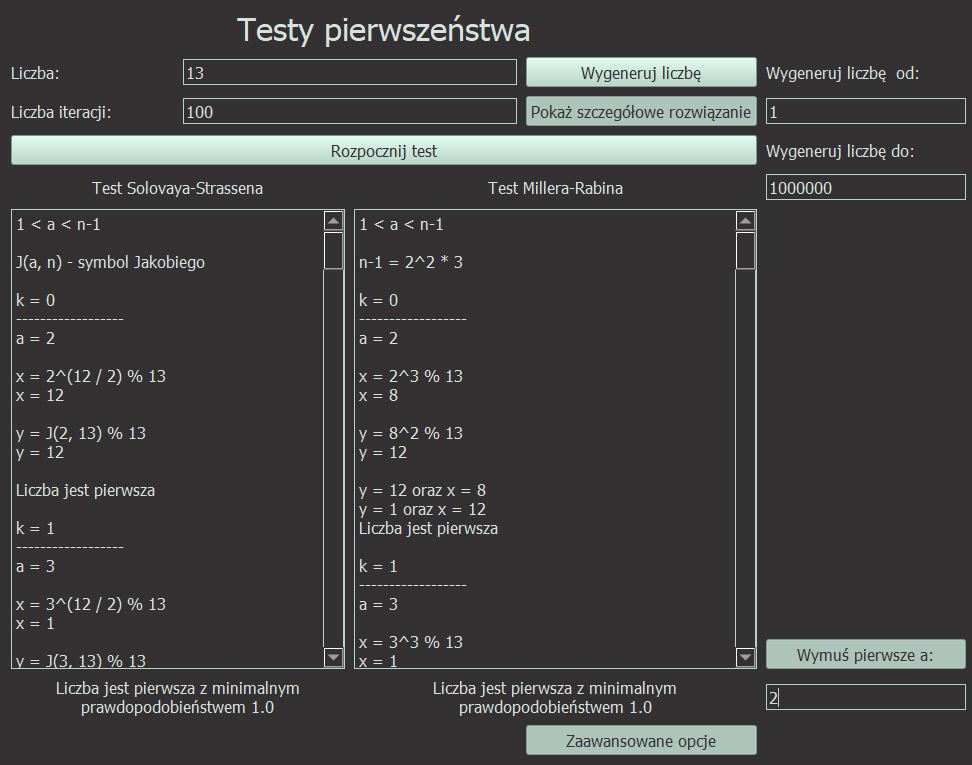 Testy pierwszeństwa
Liczba:
13
Wygeneruj liczbę
Wygeneruj liczbę  od:
Liczba iteracji:
100
Pokaż szczegółowe rozwiązanie
1
Rozpocznij test
Wygeneruj liczbę do:
1000000
Test Solovaya-Strassena
1 < a < n-1
J(a, n) - symbol Jakobiego
k = 0
------------------
a = 2
x = 2^(12 / 2) % 13
x = 12
y = J(2, 13) % 13
y = 12
Liczba jest pierwsza
k = 1
------------------
a = 3
x = 3^(12 / 2) % 13
x = 1
y = J(3, 13) % 13
Liczba jest pierwsza z minimalnym
prawdopodobieństwem 1.0
Test Millera-Rabina
1 < a < n-1
n-1 = 2^2 * 3
k = 0
------------------
a = 2
x = 2^3 % 13
x = 8
y = 8^2 % 13
y = 12
y = 12 oraz x = 8
y = 1 oraz x = 12
Liczba jest pierwsza
k = 1
------------------
a = 3
x = 3^3 % 13
x = 1
Liczba jest pierwsza z minimalnym
prawdopodobieństwem 1.0
Wymuś pierwsze a:
2
Zaawansowane opcje